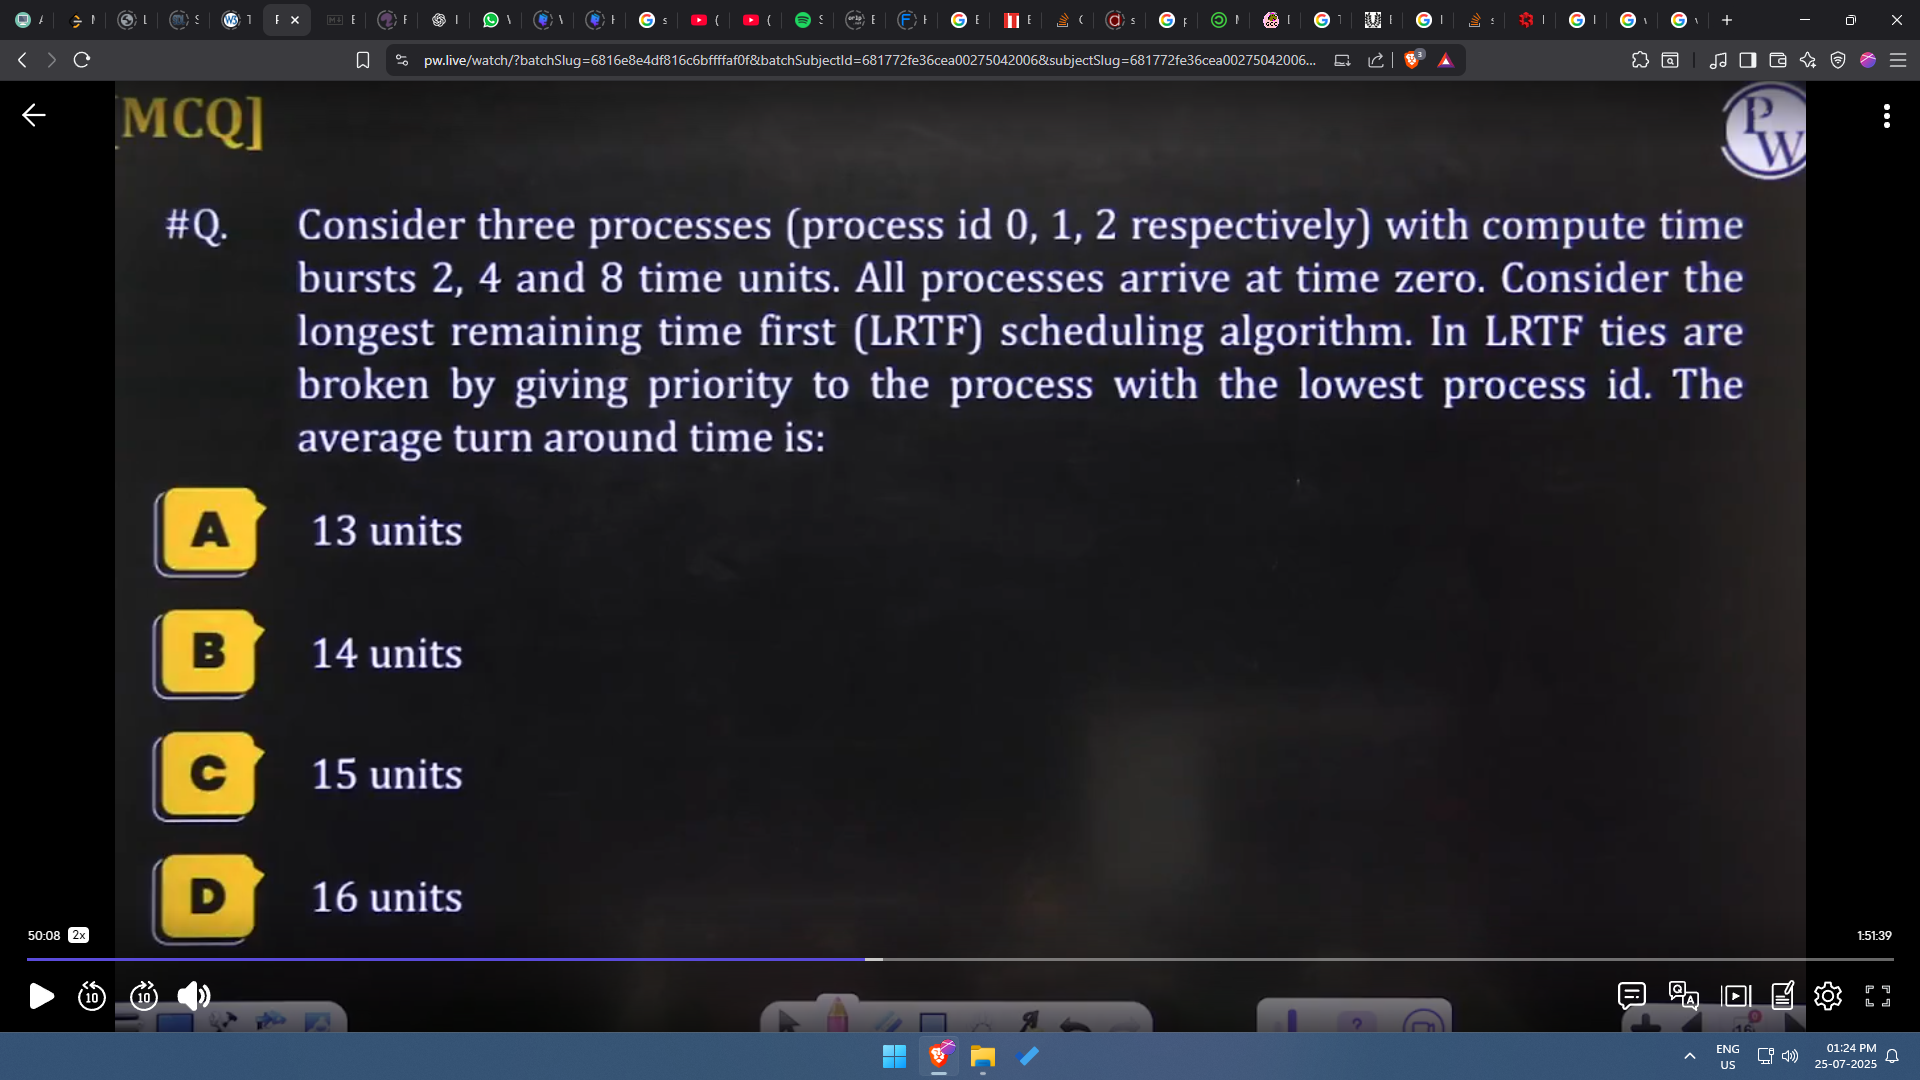 pw.live/watch/?batchSlug=6816e8e4df816c6bffffaf0f&batchSubjectId=681772fe36cea00275042006&subjectSlug=681772fe36cea00275042006...
[MCQ]
PW
#Q. Consider three processes (process id 0, 1, 2 respectively) with compute time
bursts 2, 4 and 8 time units. All processes arrive at time zero. Consider the
longest remaining time first (LRTF) scheduling algorithm. In LRTF ties are
broken by giving priority to the process with the lowest process id. The
average turn around time is:
A 13 units
B 14 units
C 15 units
D 16 units
50:08 2x 1:51:39
10 10
ENG
US
01:24 PM
25-07-2025